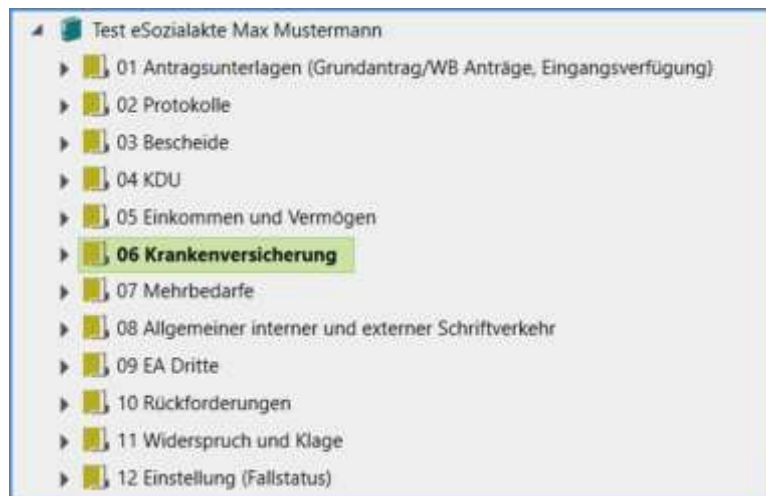 Test eSozialakte Max Mustermann
01 Antragsunterlagen (Grundantrag/WB Anträge, Eingangsverfügung)
02 Protokolle
03 Bescheide
04 KDU
05 Einkommen und Vermögen
06 Krankenversicherung
07 Mehrbedarfe
08 Allgemeiner interner und externer Schriftverkehr
09 EA Dritte
10 Rückforderungen
11 Widerspruch und Klage
12 Einstellung (Fallstatus)